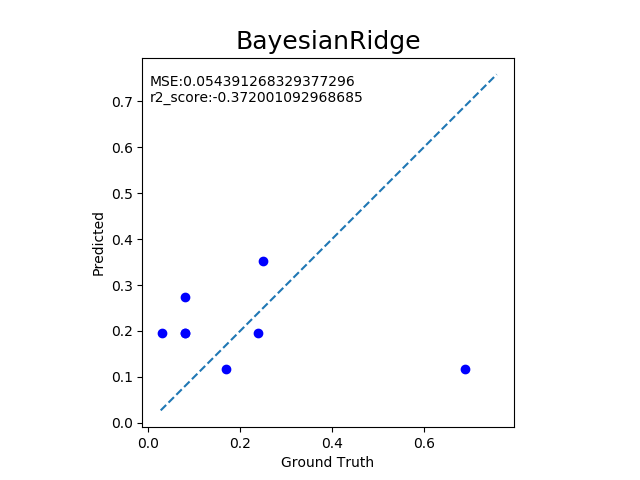 BayesianRidge
MSE:0.054391268329377296
r2_score:-0.372001092968685
0.7
0.6
0.5
0.4
0.3
0.2
0.1
0.0
Predicted
0.0 0.2 0.4 0.6
Ground Truth